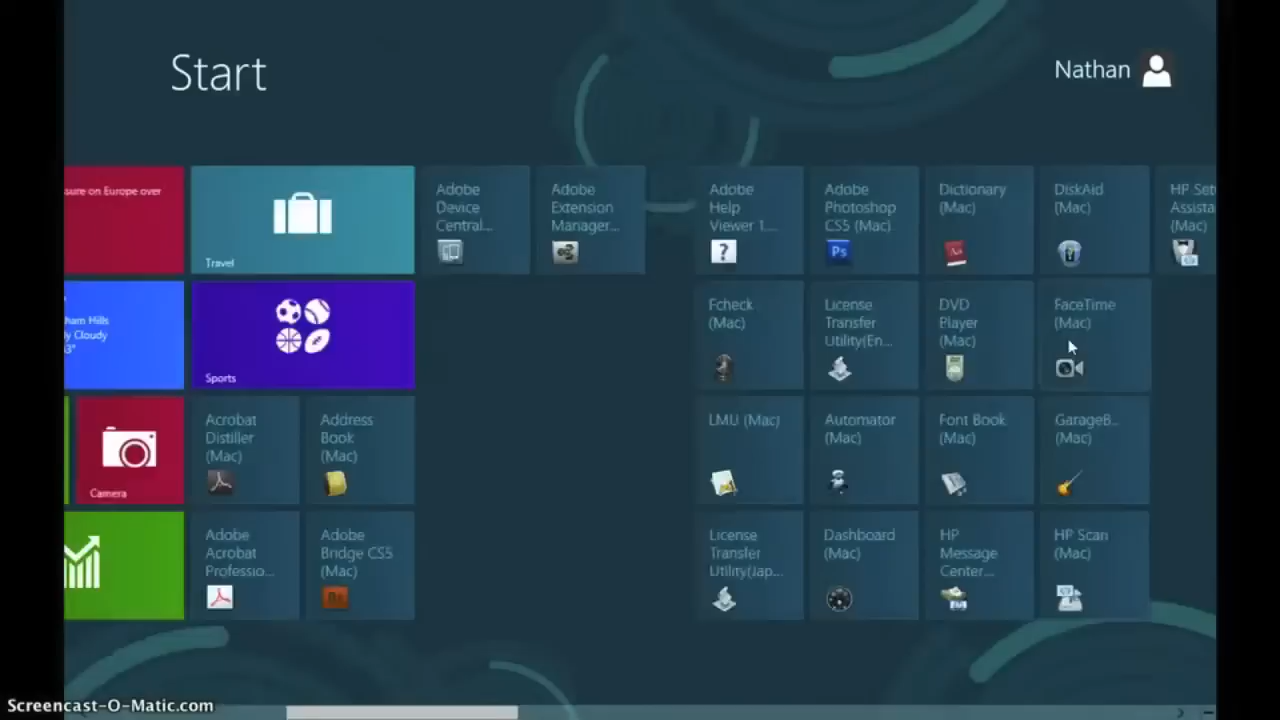 Start
Nathan
sure on Europe over
Travel
Adobe
Device
Central...
Adobe
Extension
Manager...
Adobe
Help
Viewer 1....
Adobe
Photoshop
CS5 (Mac)
Ps
Dictionary
(Mac)
DiskAid
(Mac)
HP Set
Assista
(Mac)
ham Hills
ly Cloudy
Sports
Fcheck
(Mac)
License
Transfer
Utility(En...
DVD
Player
(Mac)
FaceTime
(Mac)
Camera
Acrobat
Distiller
(Mac)
Address
Book
(Mac)
LMU (Mac)
Automator
(Mac)
Font Book
(Mac)
GarageB...
(Mac)
Adobe
Acrobat
Professio...
Adobe
Bridge CS5
(Mac)
Br
License
Transfer
Utility(Jap...
Dashboard
(Mac)
HP
Message
Center...
HP Scan
(Mac)
Screencast-O-Matic.com